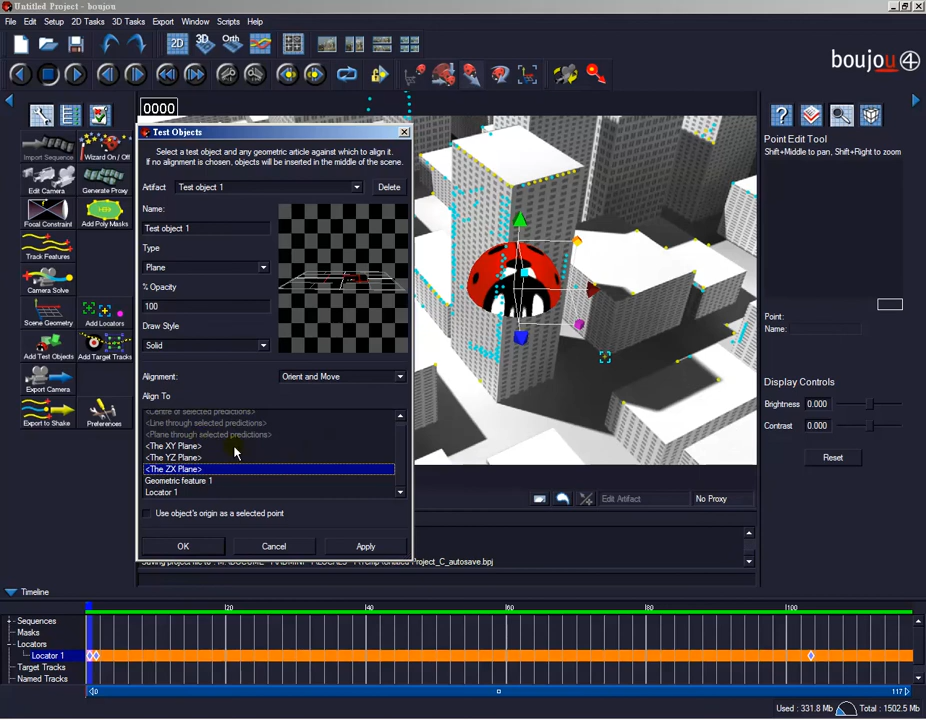 Untitled Project* - boujou
File Edit Setup 2D Tasks 3D Tasks Export Window Scripts Help
2D 3D Orth
boujou 4
0000
Import Sequence
Wizard On / Off
Edit Camera
Generate Proxy
Focal Constraint
Add Poly Masks
Track Features
Camera Solve
Scene Geometry
Add Locators
Add Test Objects
Add Target Tracks
Export Camera
Export to Shake
Preferences
Test Objects
Select a test object and any geometric article against which to align it.
If no alignment is chosen, objects will be inserted in the middle of the scene.
Artifact Test object 1 Delete
Name:
Test object 1
Type
Plane
% Opacity
100
Draw Style
Solid
Alignment: Orient and Move
Align To
<Centre of selected predictions>
<Line through selected predictions>
<Plane through selected predictions>
<The XY Plane>
<The YZ Plane>
<The ZX Plane>
Geometric feature 1
Locator 1
Use object's origin as a selected point
OK Cancel Apply
Point Edit Tool
Shift+Middle to pan, Shift+Right to zoom
Point:
Name:
Display Controls
Brightness 0.000
Contrast 0.000
Reset
Edit Artifact No Proxy
Timeline
20 40 60 80 100
Sequences
Masks
Locators
Locator 1
Target Tracks
Named Tracks
0 117
Used : 331.8 Mb Total : 1502.5 Mb